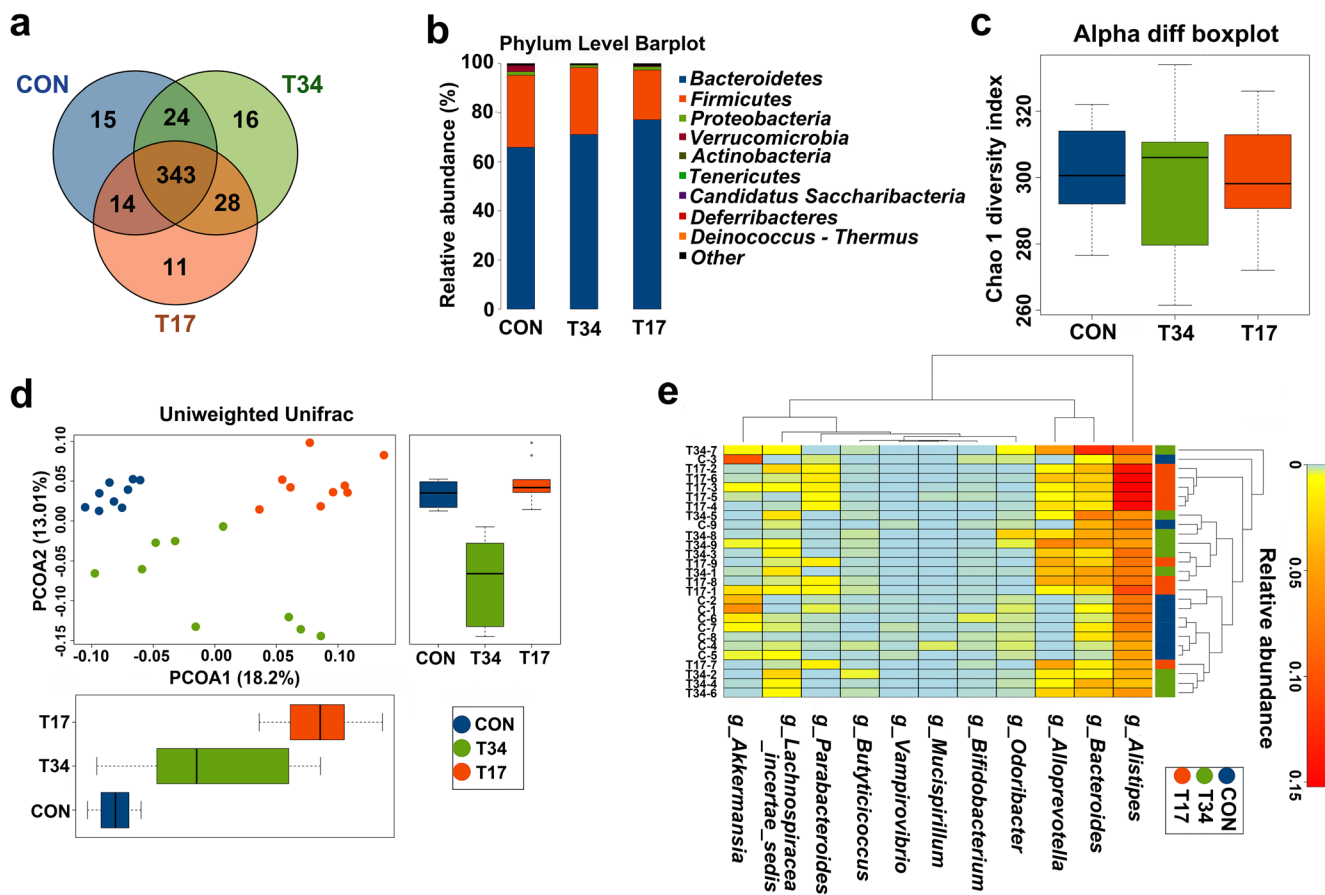 a
CON
T34
15
24
16
343
14
28
11
T17
b
Phylum Level Barplot
Relative abundance (%)
100
80
60
40
20
0
CON
T34
T17
Bacteroidetes
Firmicutes
Proteobacteria
Verrucomicrobia
Actinobacteria
Tenericutes
Candidatus Saccharibacteria
Deferribacteres
Deinococcus - Thermus
Other
c
Alpha diff boxplot
Chao 1 diversity index
320
300
280
260
CON
T34
T17
d
Uniweighted Unifrac
PCOA2 (13.01%)
0.10
0.05
0.00
-0.05
-0.10
-0.15
-0.10
-0.05
0.00
0.05
0.10
PCOA1 (18.2%)
CON
T34
T17
T17
T34
CON
CON
T34
T17
e
T34-7
C-3
T17-2
T17-6
T17-3
T17-5
T17-4
T34-5
C-9
T34-8
T34-9
T34-3
T17-9
T34-1
T17-8
T17-1
C-2
C-1
C-6
C-7
C-8
C-4
C-5
T17-7
T34-2
T34-4
T34-6
g_Akkermansia
g_Lachnospiracea
_incertae_sedis
g_Parabacteroides
g_Butyticicoccus
g_Vampirovibrio
g_Mucispirillum
g_Bifidobacterium
g_Odoribacter
g_Alloprevotella
g_Bacteroides
g_Alistipes
0
0.05
0.10
0.15
Relative abundance
CON
T34
T17